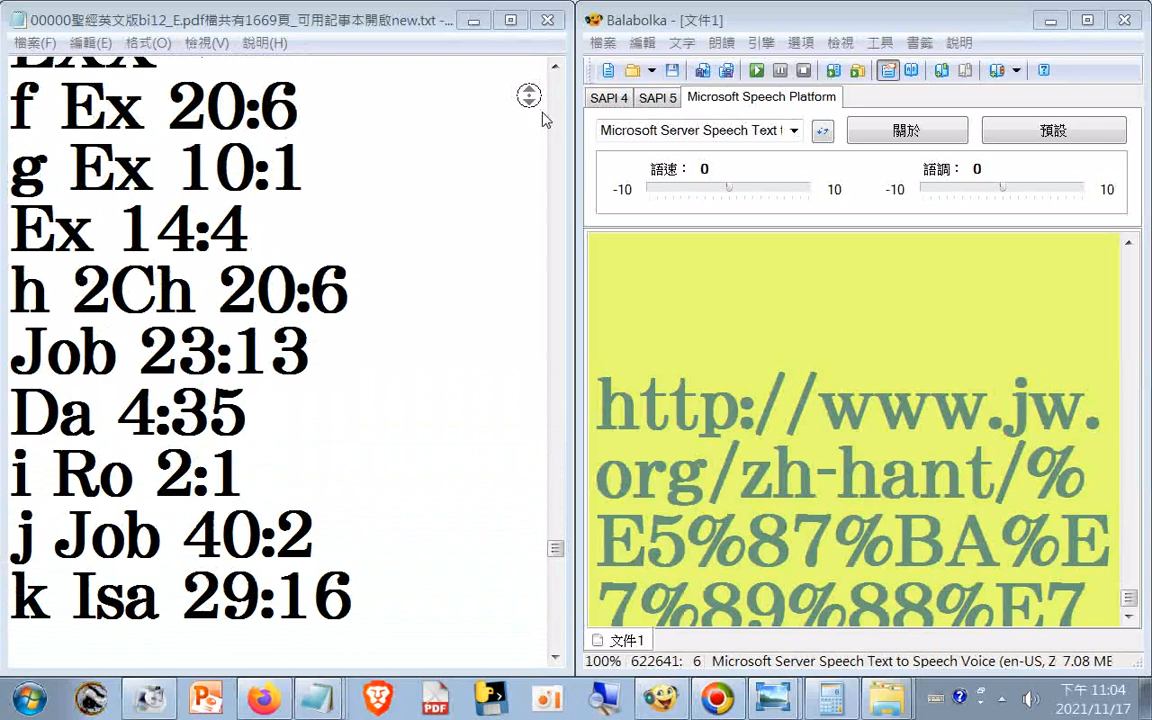 00000聖經英文版bi12_E.pdf檔共有1669頁_可用記事本開啟new.txt -...
檔案(F) 編輯(E) 格式(O) 檢視(V) 說明(H)
f Ex 20:6
g Ex 10:1
Ex 14:4
h 2Ch 20:6
Job 23:13
Da 4:35
i Ro 2:1
j Job 40:2
k Isa 29:16
Balabolka - [文件1]
檔案 編輯 文字 朗讀 引擎 選項 檢視 工具 書籤 說明
SAPI 4 SAPI 5 Microsoft Speech Platform
Microsoft Server Speech Text t 關於 預設
語速： 0 語調： 0
-10 10 -10 10
http://www.jw.
org/zh-hant/%
E5%87%BA%E
7%89%88%E7
文件1
100% 622641: 6 Microsoft Server Speech Text to Speech Voice (en-US, Z 7.08 ME
PDF
下午 11:04
2021/11/17